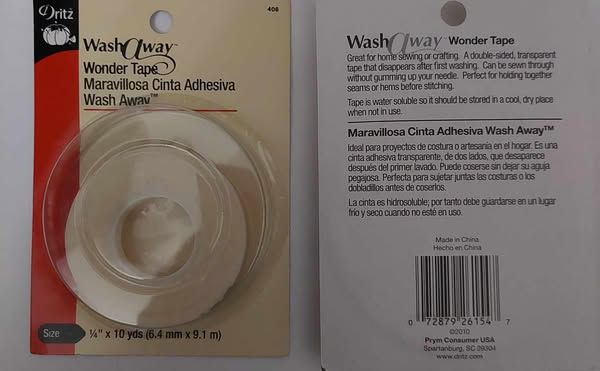 Dritz
408
Wash Away™
Wonder Tape
Maravillosa Cinta Adhesiva
Wash Away™
Size
¼" x 10 yds (6.4 mm x 9.1 m)
Wash Away™ Wonder Tape
Great for home sewing or crafting. A double-sided, transparent
tape that disappears after first washing. Can be sewn through
without gumming up your needle. Perfect for holding together
seams or hems before stitching.
Tape is water soluble so it should be stored in a cool, dry place
when not in use.
Maravillosa Cinta Adhesiva Wash Away™
Ideal para proyectos de costura o artesanía en el hogar. Es una
cinta adhesiva transparente, de dos lados, que desaparece
después del primer lavado. Puede coserse sin dejar su aguja
pegajosa. Perfecta para sujetar juntas las costuras o los
dobladillos antes de coserlos.
La cinta es hidrosoluble; por tanto debe guardarse en un lugar
frío y seco cuando no esté en uso.
Made in China
Hecho en China
0 72879 26154 7
©2010
Prym Consumer USA
Spartanburg, SC 29304
www.dritz.com